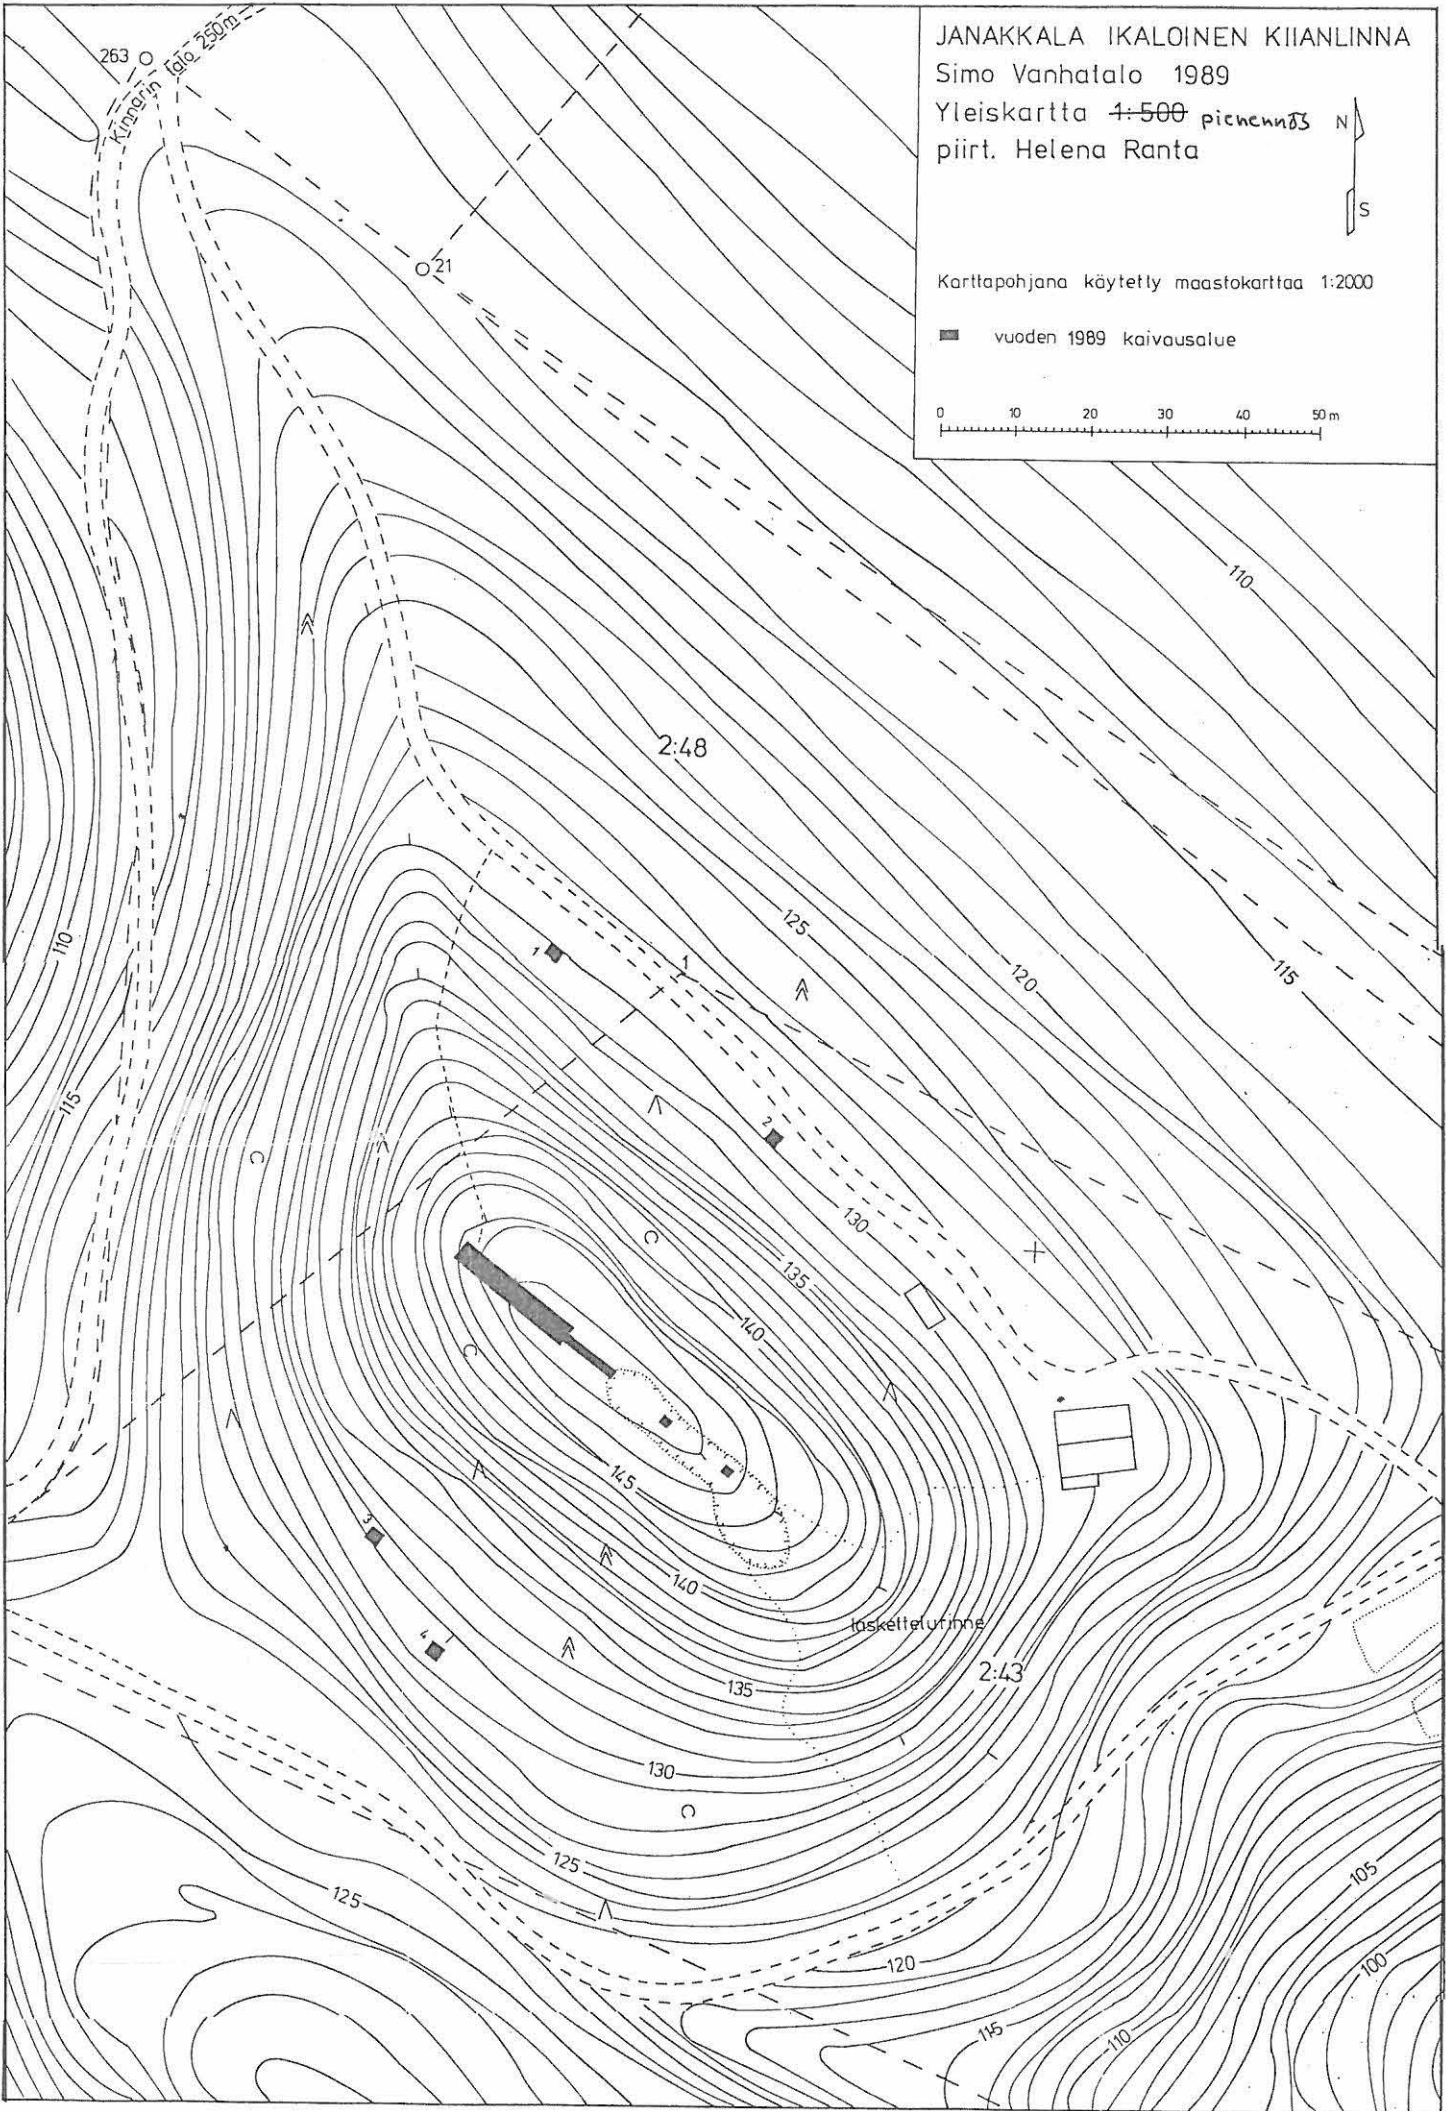 JANAKKALA IKALOINEN KIIANLINNA
Simo Vanhatalo 1989
Yleiskartta 1:500 pienennös
piirt. Helena Ranta
N
S
Karttapohjana käytetty maastokarttaa 1:2000
vuoden 1989 kaivausalue
0 10 20 30 40 50 m
263
Kinnarin talo 250m
21
110
2:48
125
120
115
110
1
1
115
2
130
135
140
145
3
140
4
laskettelurinne
2:43
135
130
125
125
105
120
100
115
110